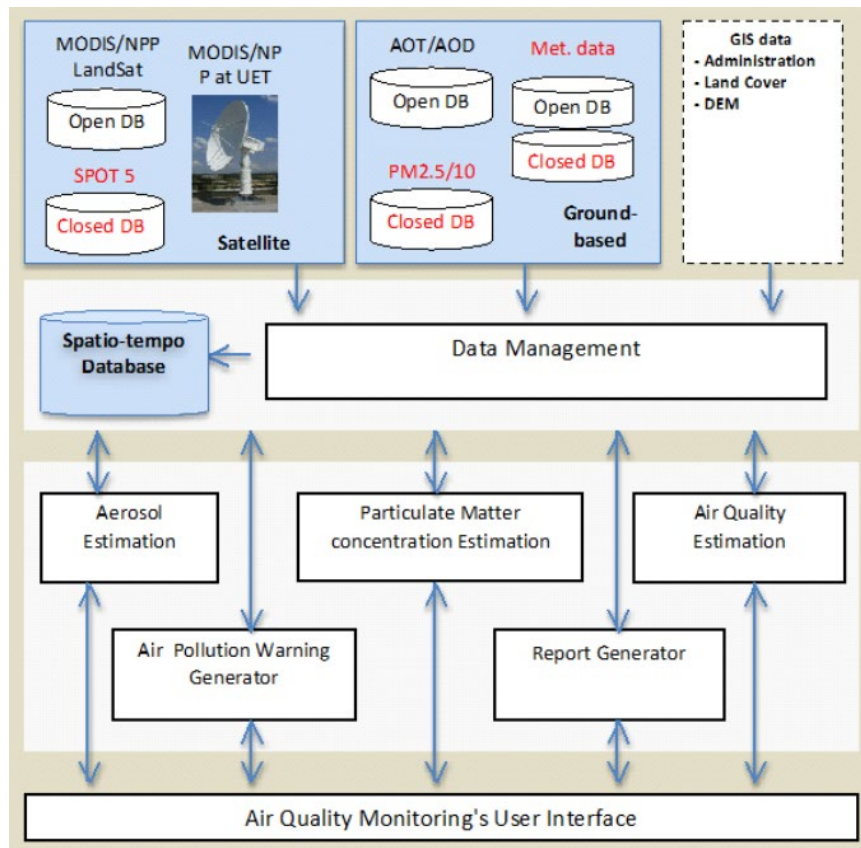 MODIS/NPP
LandSat
Open DB
SPOT 5
Closed DB
MODIS/NP
P at UET
Satellite
AOT/AOD
Open DB
PM2.5/10
Closed DB
Met. data
Open DB
Closed DB
Ground-
based
GIS data
- Administration
- Land Cover
- DEM
Spatio-tempo
Database
Data Management
Aerosol
Estimation
Particulate Matter
concentration Estimation
Air Quality
Estimation
Air Pollution Warning
Generator
Report Generator
Air Quality Monitoring's User Interface